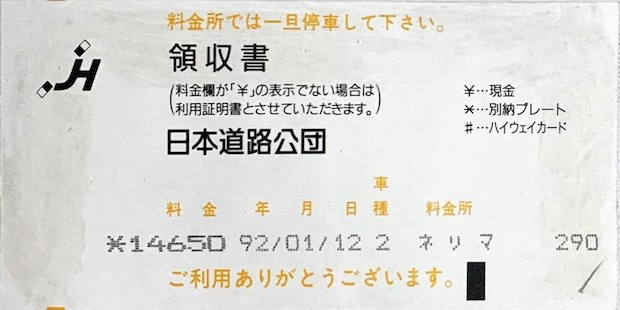 料金所では一旦停車して下さい。
JH
領収書
(料金欄が「¥」の表示でない場合は
利用証明書とさせていただきます。)
¥…現金
⚹…別納プレート
♯…ハイウェイカード
日本道路公団
料金 年 月 日 車種 料金所
⚹14650 92/01/12 2 ネリマ 290
ご利用ありがとうございます。